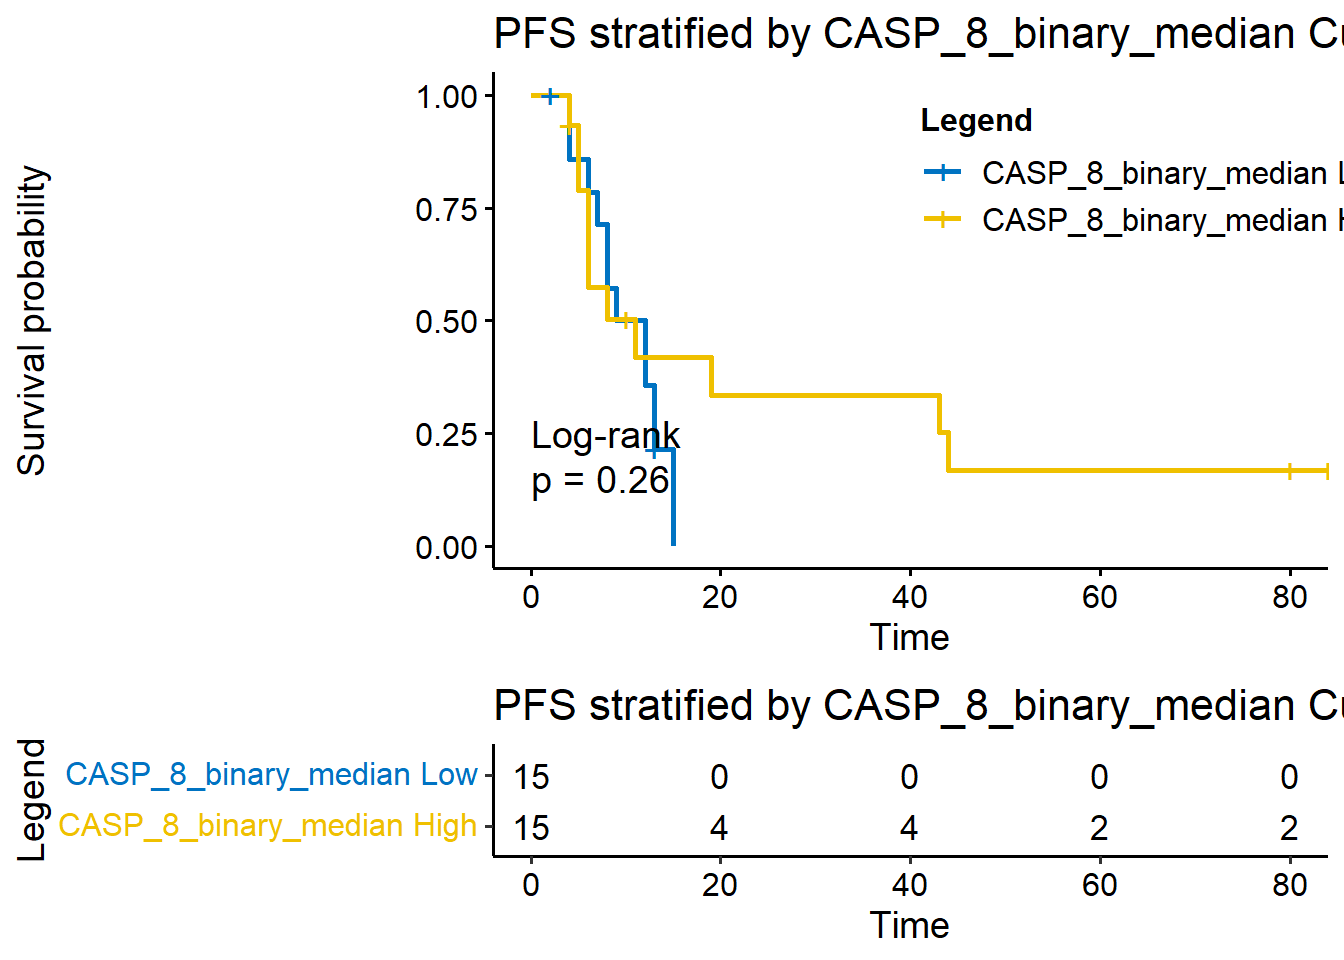 PFS stratified by CASP_8_binary_median Cu
Survival probability
1.00
0.75
0.50
0.25
0.00
Legend
CASP_8_binary_median L
CASP_8_binary_median H
Log-rank
p = 0.26
0 20 40 60 80
Time
PFS stratified by CASP_8_binary_median Cu
Legend
CASP_8_binary_median Low 15 0 0 0 0
CASP_8_binary_median High 15 4 4 2 2
0 20 40 60 80
Time